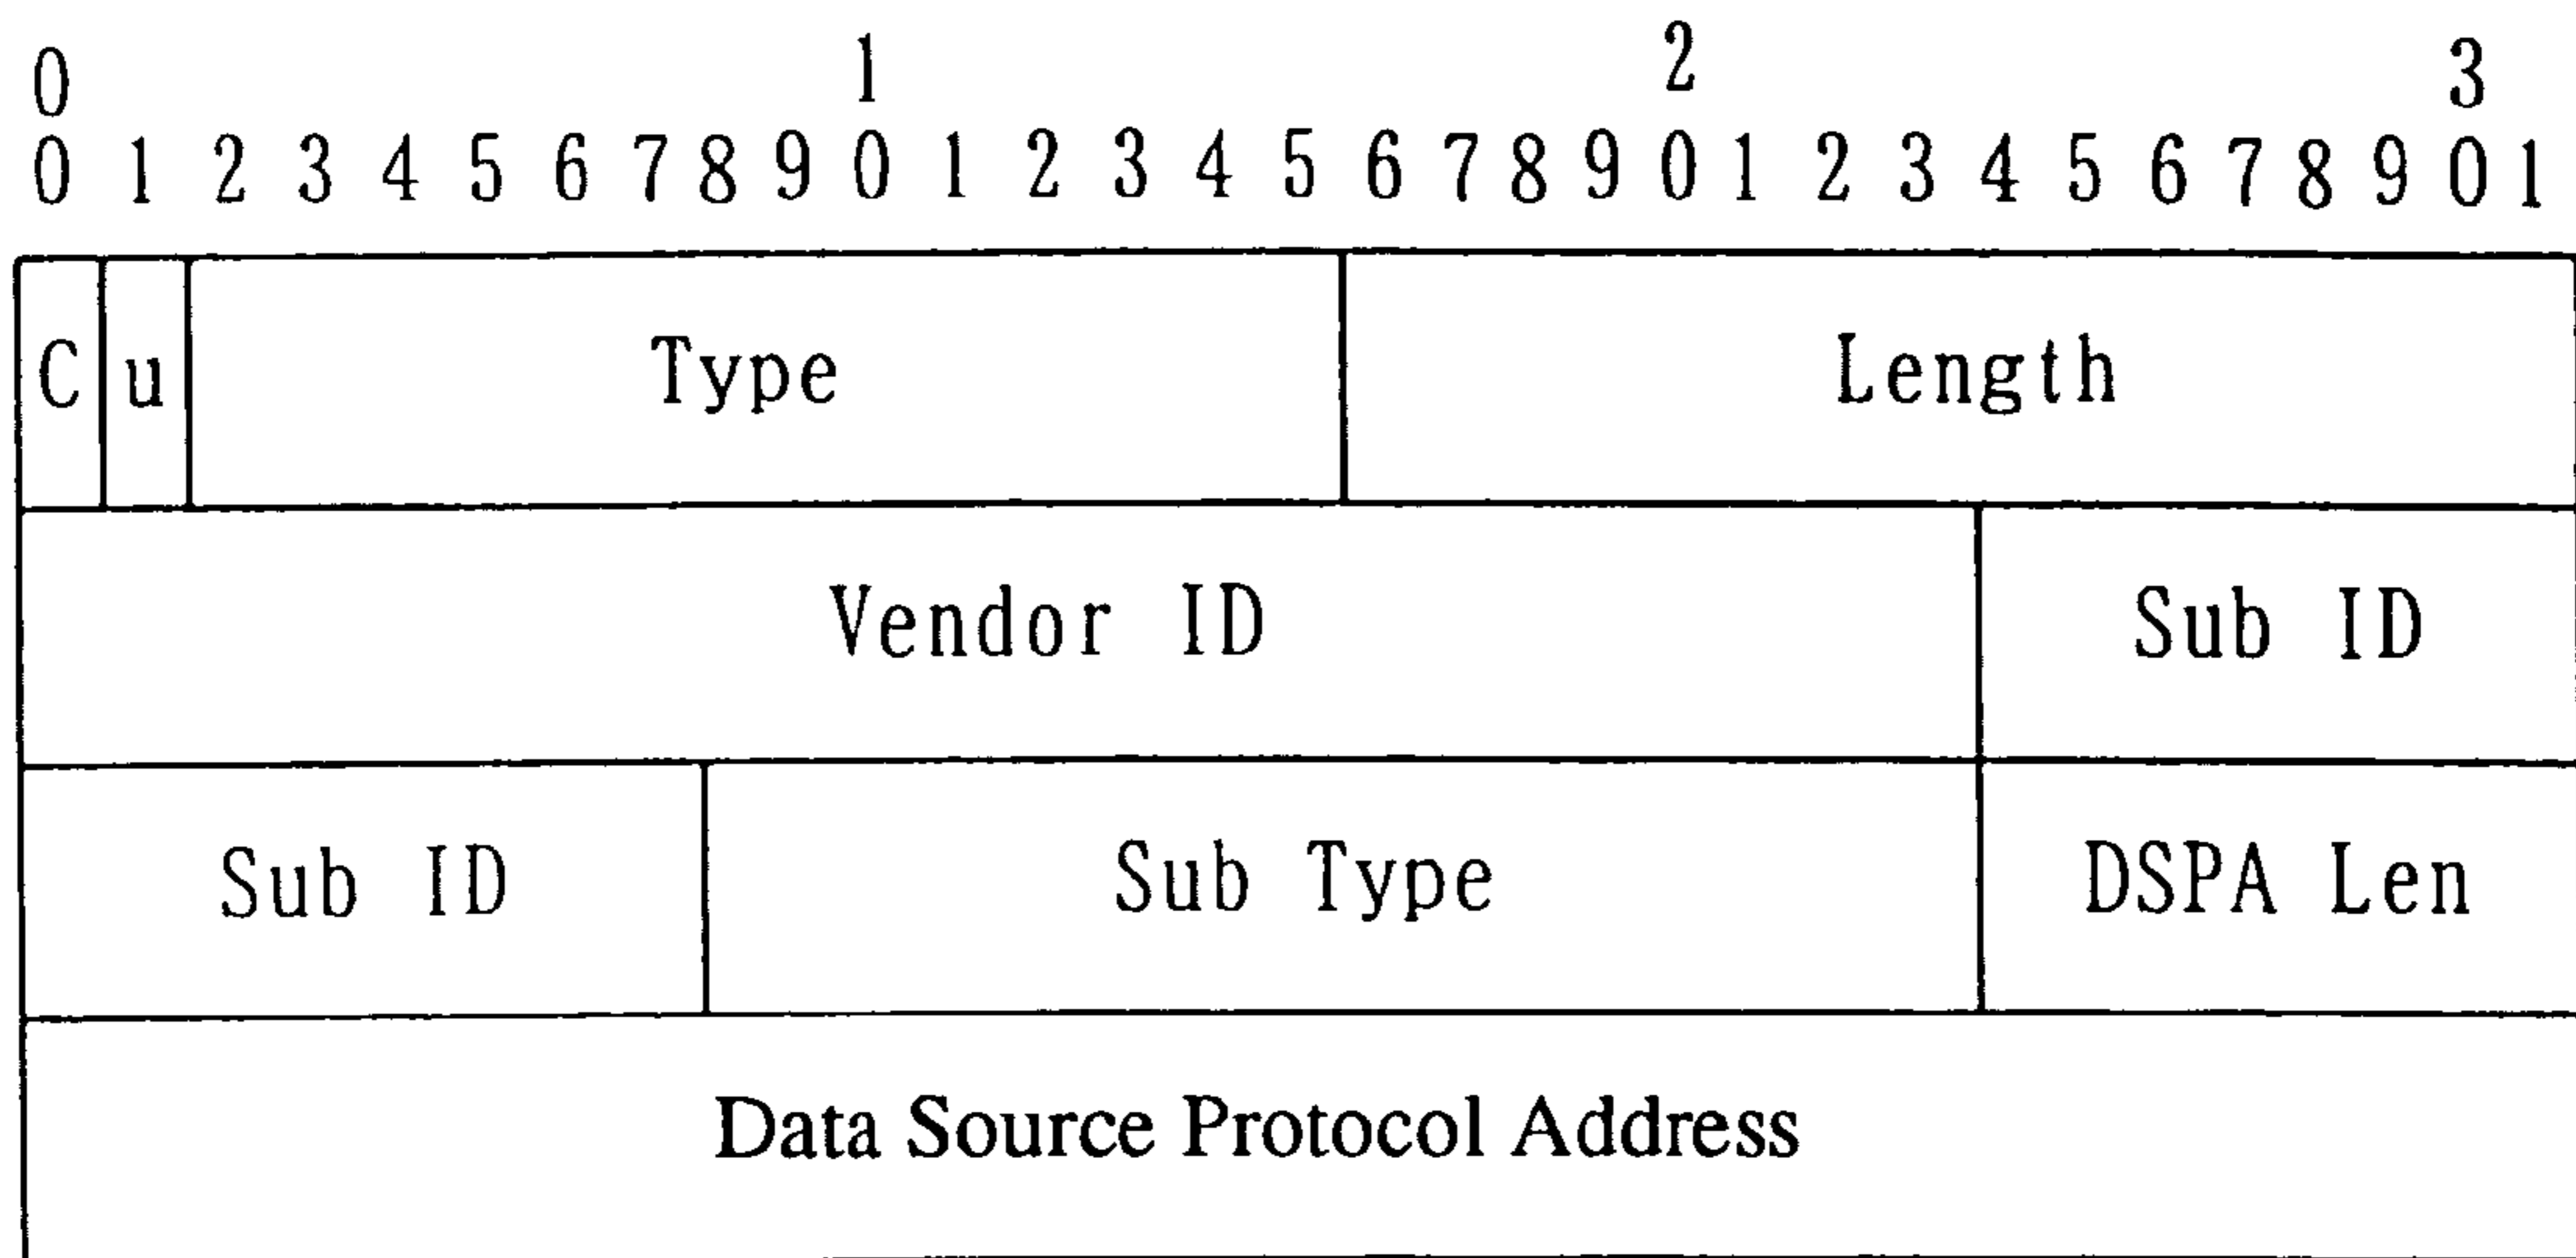 0 1 2 3
0 1 2 3 4 5 6 7 8 9 0 1 2 3 4 5 6 7 8 9 0 1 2 3 4 5 6 7 8 9 0 1
C u Type Length
Vendor ID Sub ID
Sub ID Sub Type DSPA Len
Data Source Protocol Address